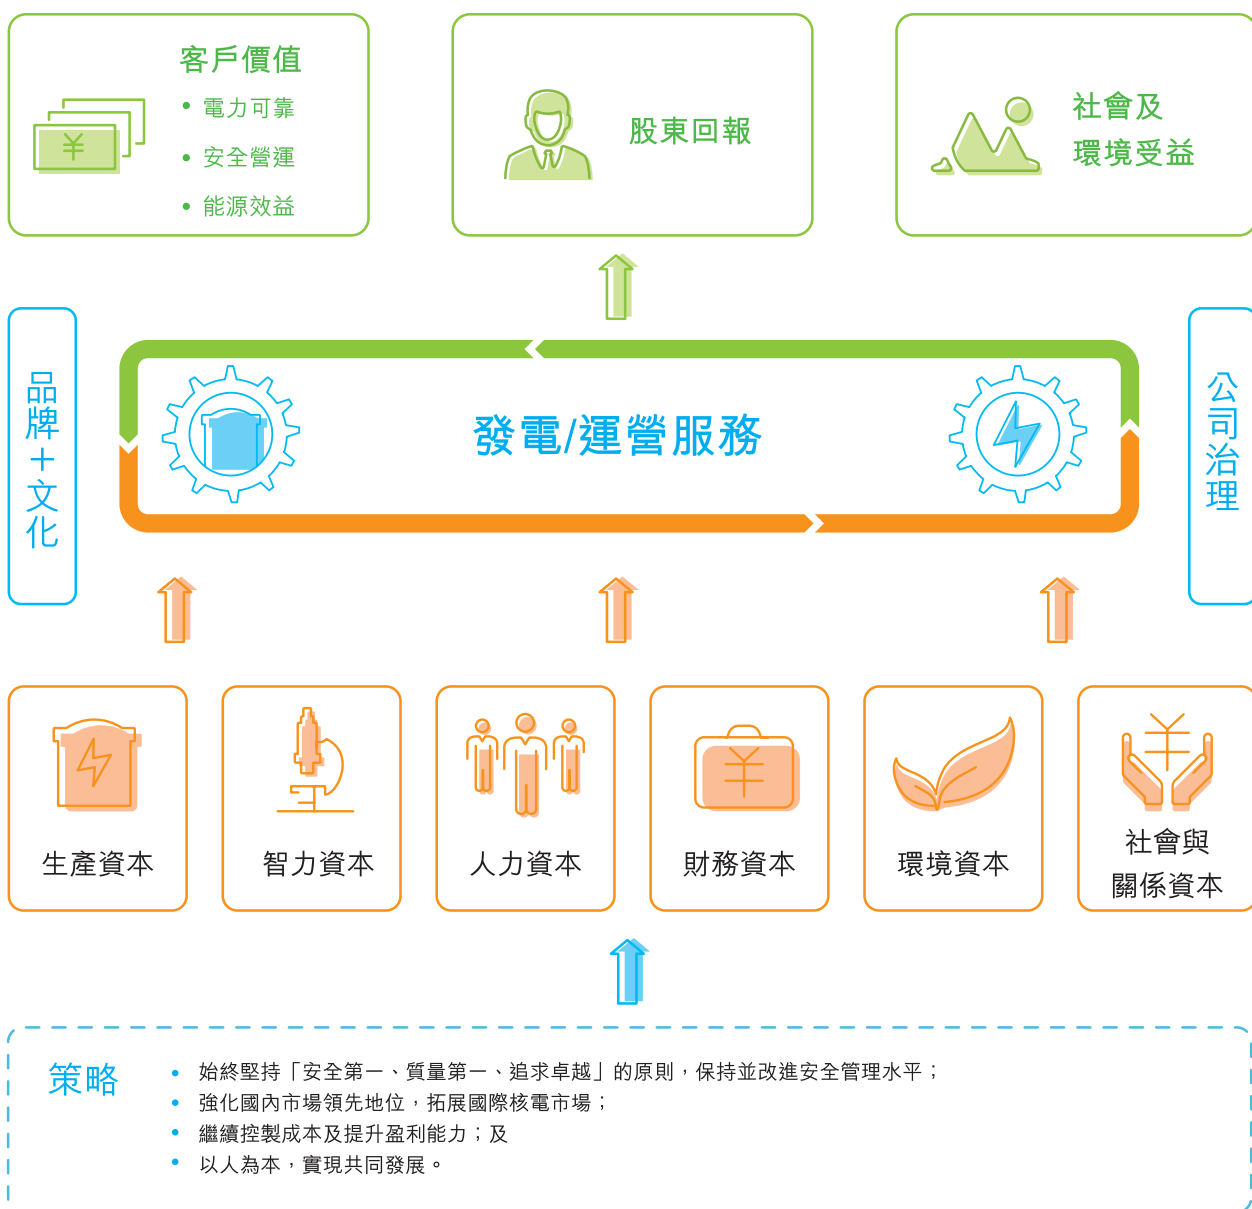 客戶價值
• 電力可靠
• 安全營運
• 能源效益
股東回報
社會及
環境受益
品牌＋文化
發電/運營服務
公司治理
生產資本
智力資本
人力資本
財務資本
環境資本
社會與
關係資本
策略
• 始終堅持「安全第一、質量第一、追求卓越」的原則，保持並改進安全管理水平；
• 強化國內市場領先地位，拓展國際核電市場；
• 繼續控製成本及提升盈利能力；及
• 以人為本，實現共同發展。